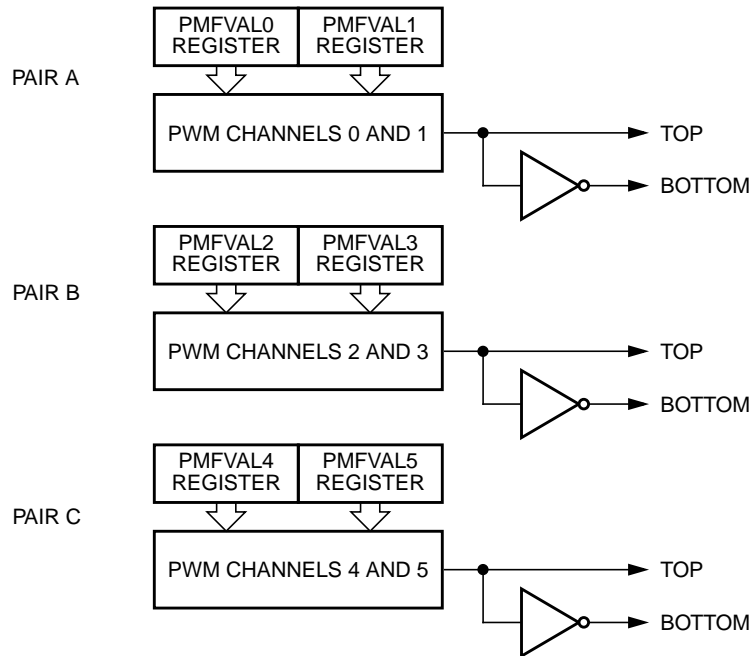 PMFVAL0 REGISTER
PMFVAL1 REGISTER
PAIR A
PWM CHANNELS 0 AND 1
TOP
BOTTOM
PMFVAL2 REGISTER
PMFVAL3 REGISTER
PAIR B
PWM CHANNELS 2 AND 3
TOP
BOTTOM
PMFVAL4 REGISTER
PMFVAL5 REGISTER
PAIR C
PWM CHANNELS 4 AND 5
TOP
BOTTOM